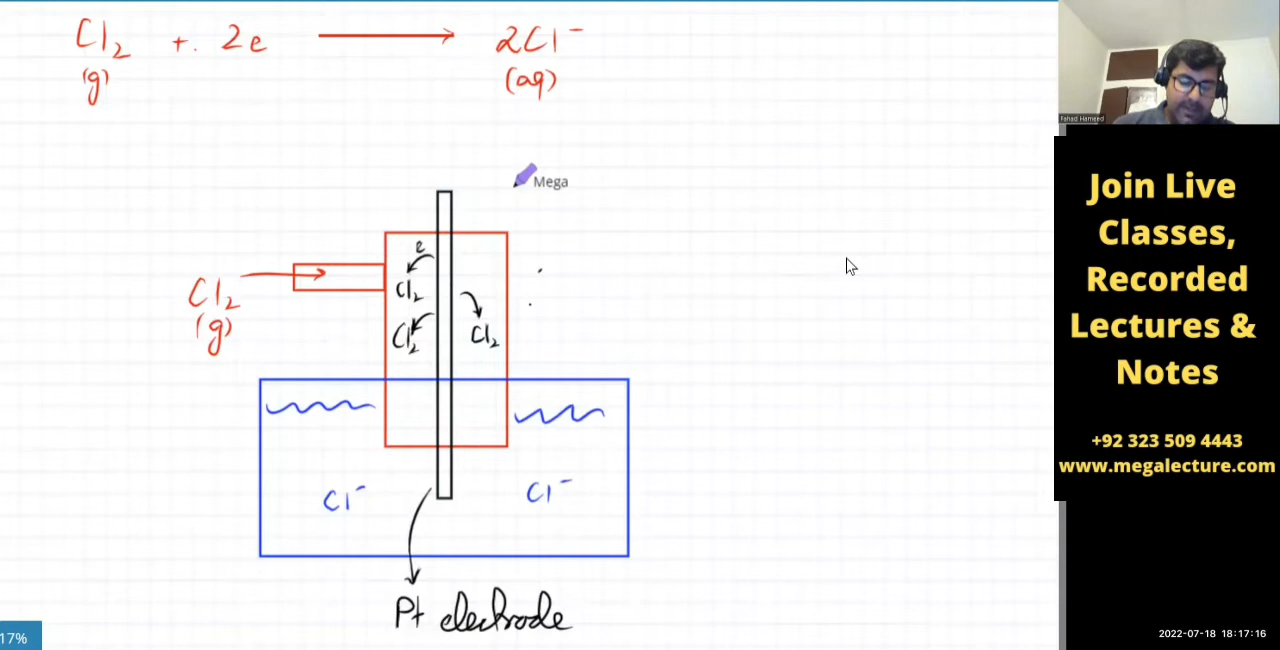 Cl₂ +. 2e ⟶ 2Cl⁻
(g) (aq)
Mega
e
Cl₂
Cl₂
Cl₂
Cl₂
(g)
Cl⁻ Cl⁻
Pt electrode
17%
Fahad Hameed
Join Live
Classes,
Recorded
Lectures &
Notes
+92 323 509 4443
www.megalecture.com
2022-07-18 18:17:16